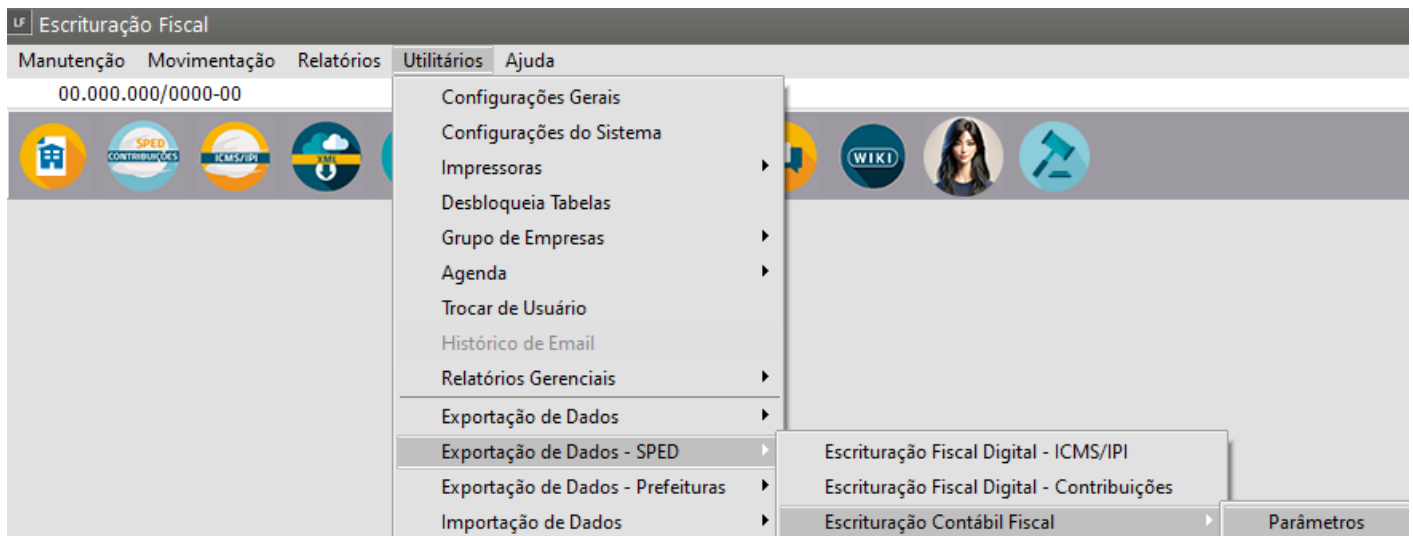 LF Escrituração Fiscal
Manutenção Movimentação Relatórios Utilitários Ajuda
00.000.000/0000-00
Configurações Gerais
Configurações do Sistema
SPED
CONTRIBUIÇÕES
ICMS/IPI
XML
WIKI
Impressoras
Desbloqueia Tabelas
Grupo de Empresas
Agenda
Trocar de Usuário
Histórico de Email
Relatórios Gerenciais
Exportação de Dados
Exportação de Dados - SPED Escrituração Fiscal Digital - ICMS/IPI
Exportação de Dados - Prefeituras Escrituração Fiscal Digital - Contribuições
Importação de Dados Escrituração Contábil Fiscal Parâmetros